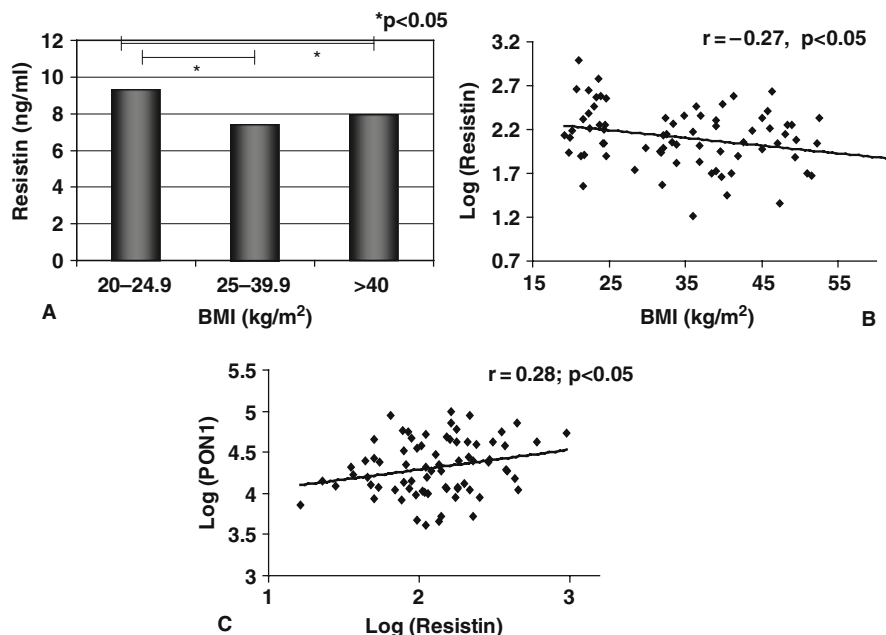 *p<0.05
12
10
8
6
4
2
0
Resistin (ng/ml)
*
*
20–24.9 25–39.9 >40
BMI (kg/m²)
A
r=−0.27, p<0.05
3.2
2.7
2.2
1.7
1.2
0.7
Log (Resistin)
15 25 35 45 55
BMI (kg/m²)
B
r=0.28; p<0.05
5.5
5
4.5
4
3.5
3
Log (PON1)
1 2 3
Log (Resistin)
C